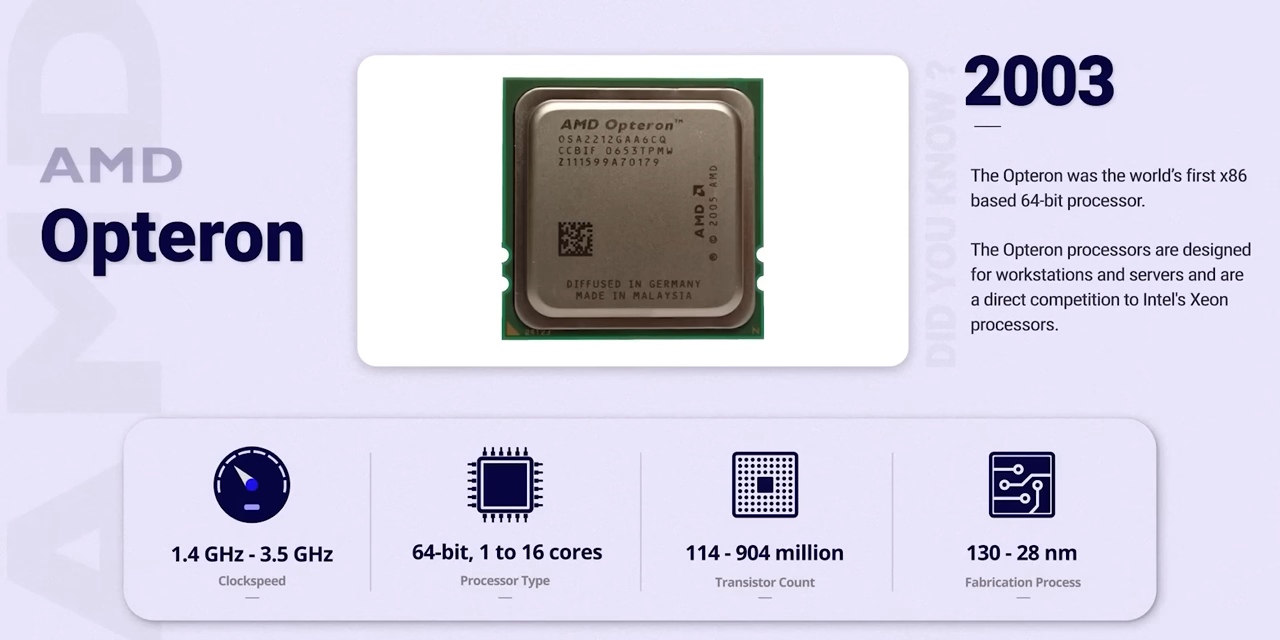 AMD
AMD
Opteron
AMD Opteron™
OSA2212GAA6CQ
CCBIF 0653TPMW
Z111599A70179
AMD
© © 2005 AMD
DIFFUSED IN GERMANY
MADE IN MALAYSIA
DID YOU KNOW ?
2003
The Opteron was the world's first x86
based 64-bit processor.
The Opteron processors are designed
for workstations and servers and are
a direct competition to Intel's Xeon
processors.
1.4 GHz - 3.5 GHz
Clockspeed
64-bit, 1 to 16 cores
Processor Type
114 - 904 million
Transistor Count
130 - 28 nm
Fabrication Process